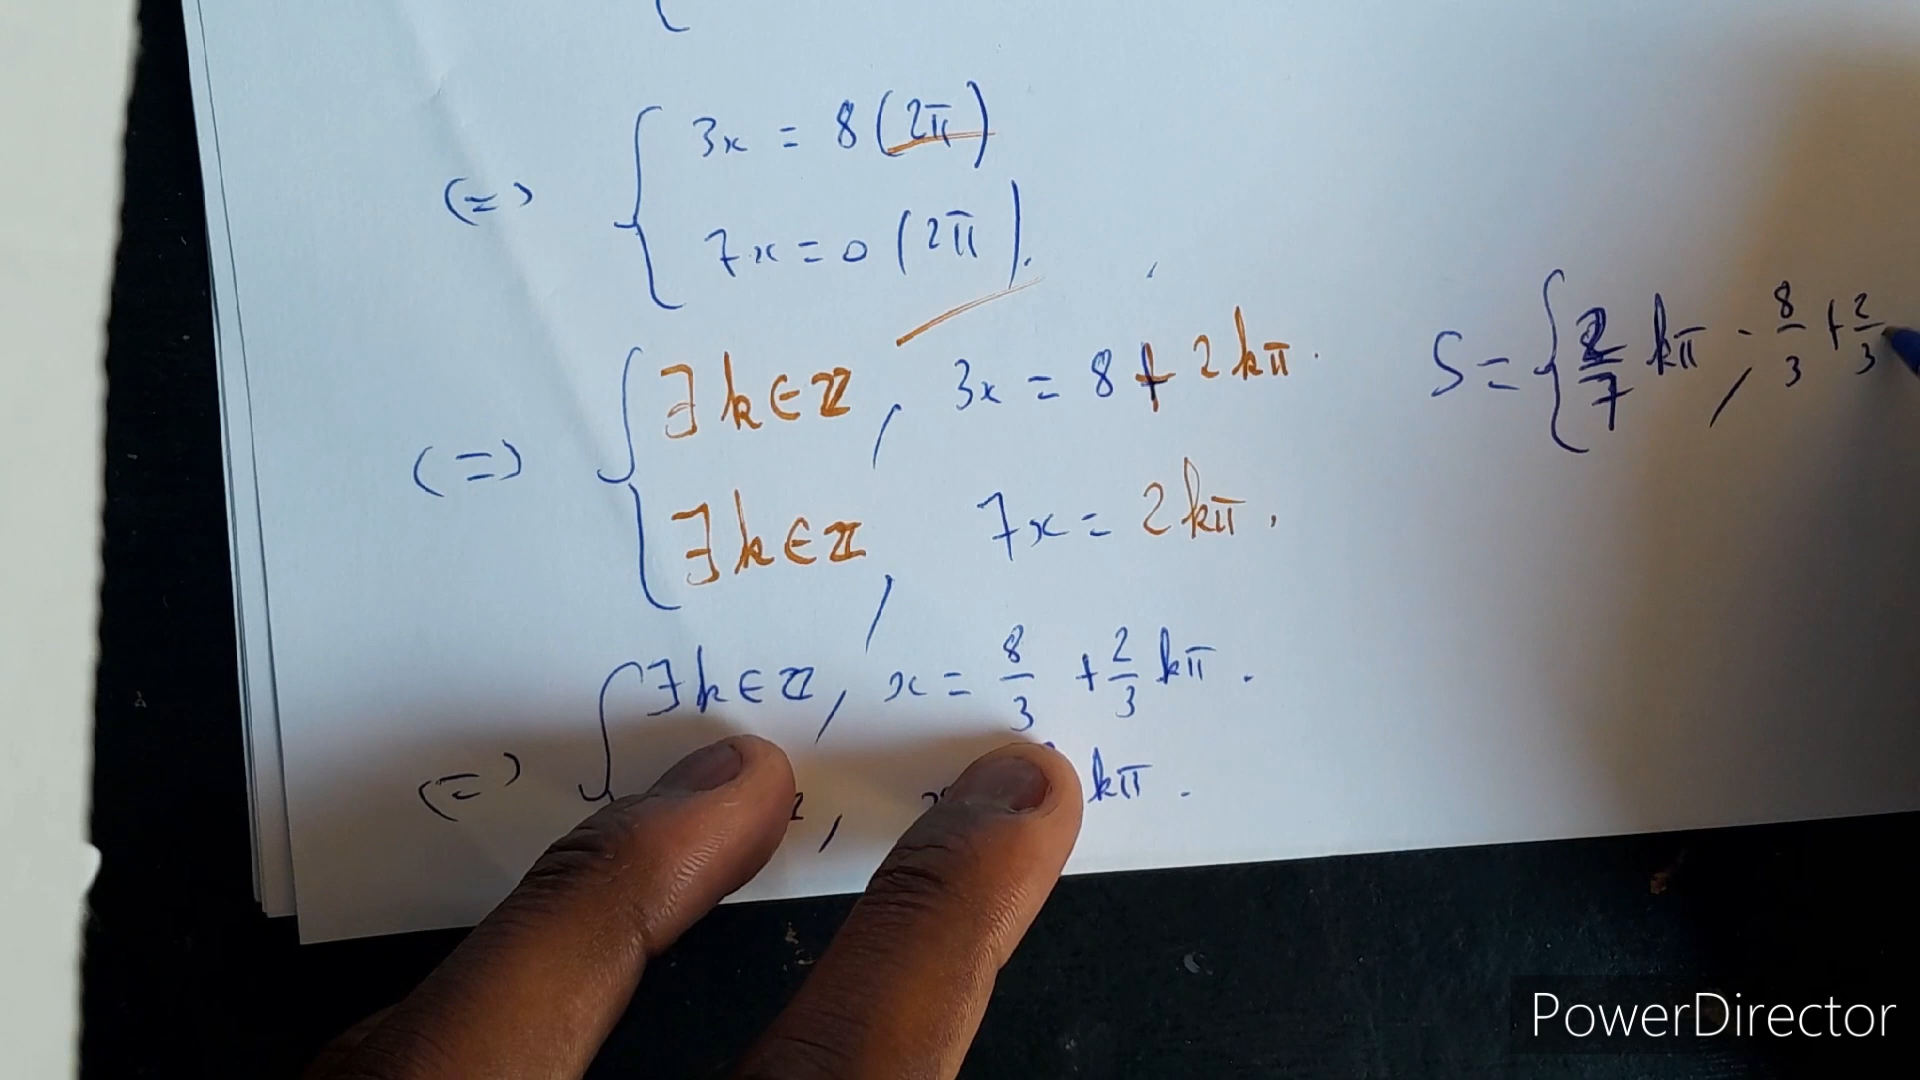 (=) { 3x = 8 (2π)
7x = 0 (2π).
(=) { ∃ k ∈ ℤ, 3x = 8 + 2kπ.
∃ k ∈ ℤ, 7x = 2kπ.
(=) { ∃ k ∈ ℤ, x = 8/3 + 2/3 kπ.
, kπ.
S = { 2/7 kπ, 8/3 + 2/3
PowerDirector